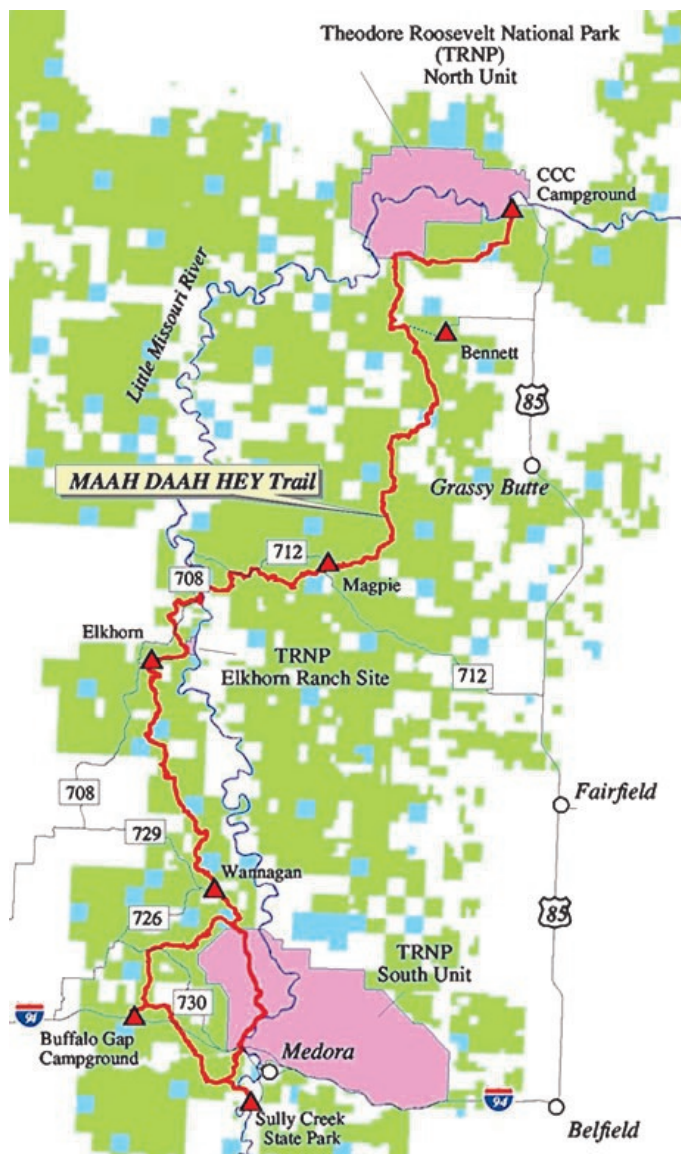 Theodore Roosevelt National Park
(TRNP)
North Unit
CCC
Campground
Little Missouri River
Bennett
85
Grassy Butte
MAAH DAAH HEY Trail
712
708
Magpie
Elkhorn
TRNP
Elkhorn Ranch Site
712
708
Fairfield
729
Wannagan
726
85
TRNP
South Unit
730
94
Buffalo Gap
Campground
Medora
94
Sully Creek
State Park
Belfield